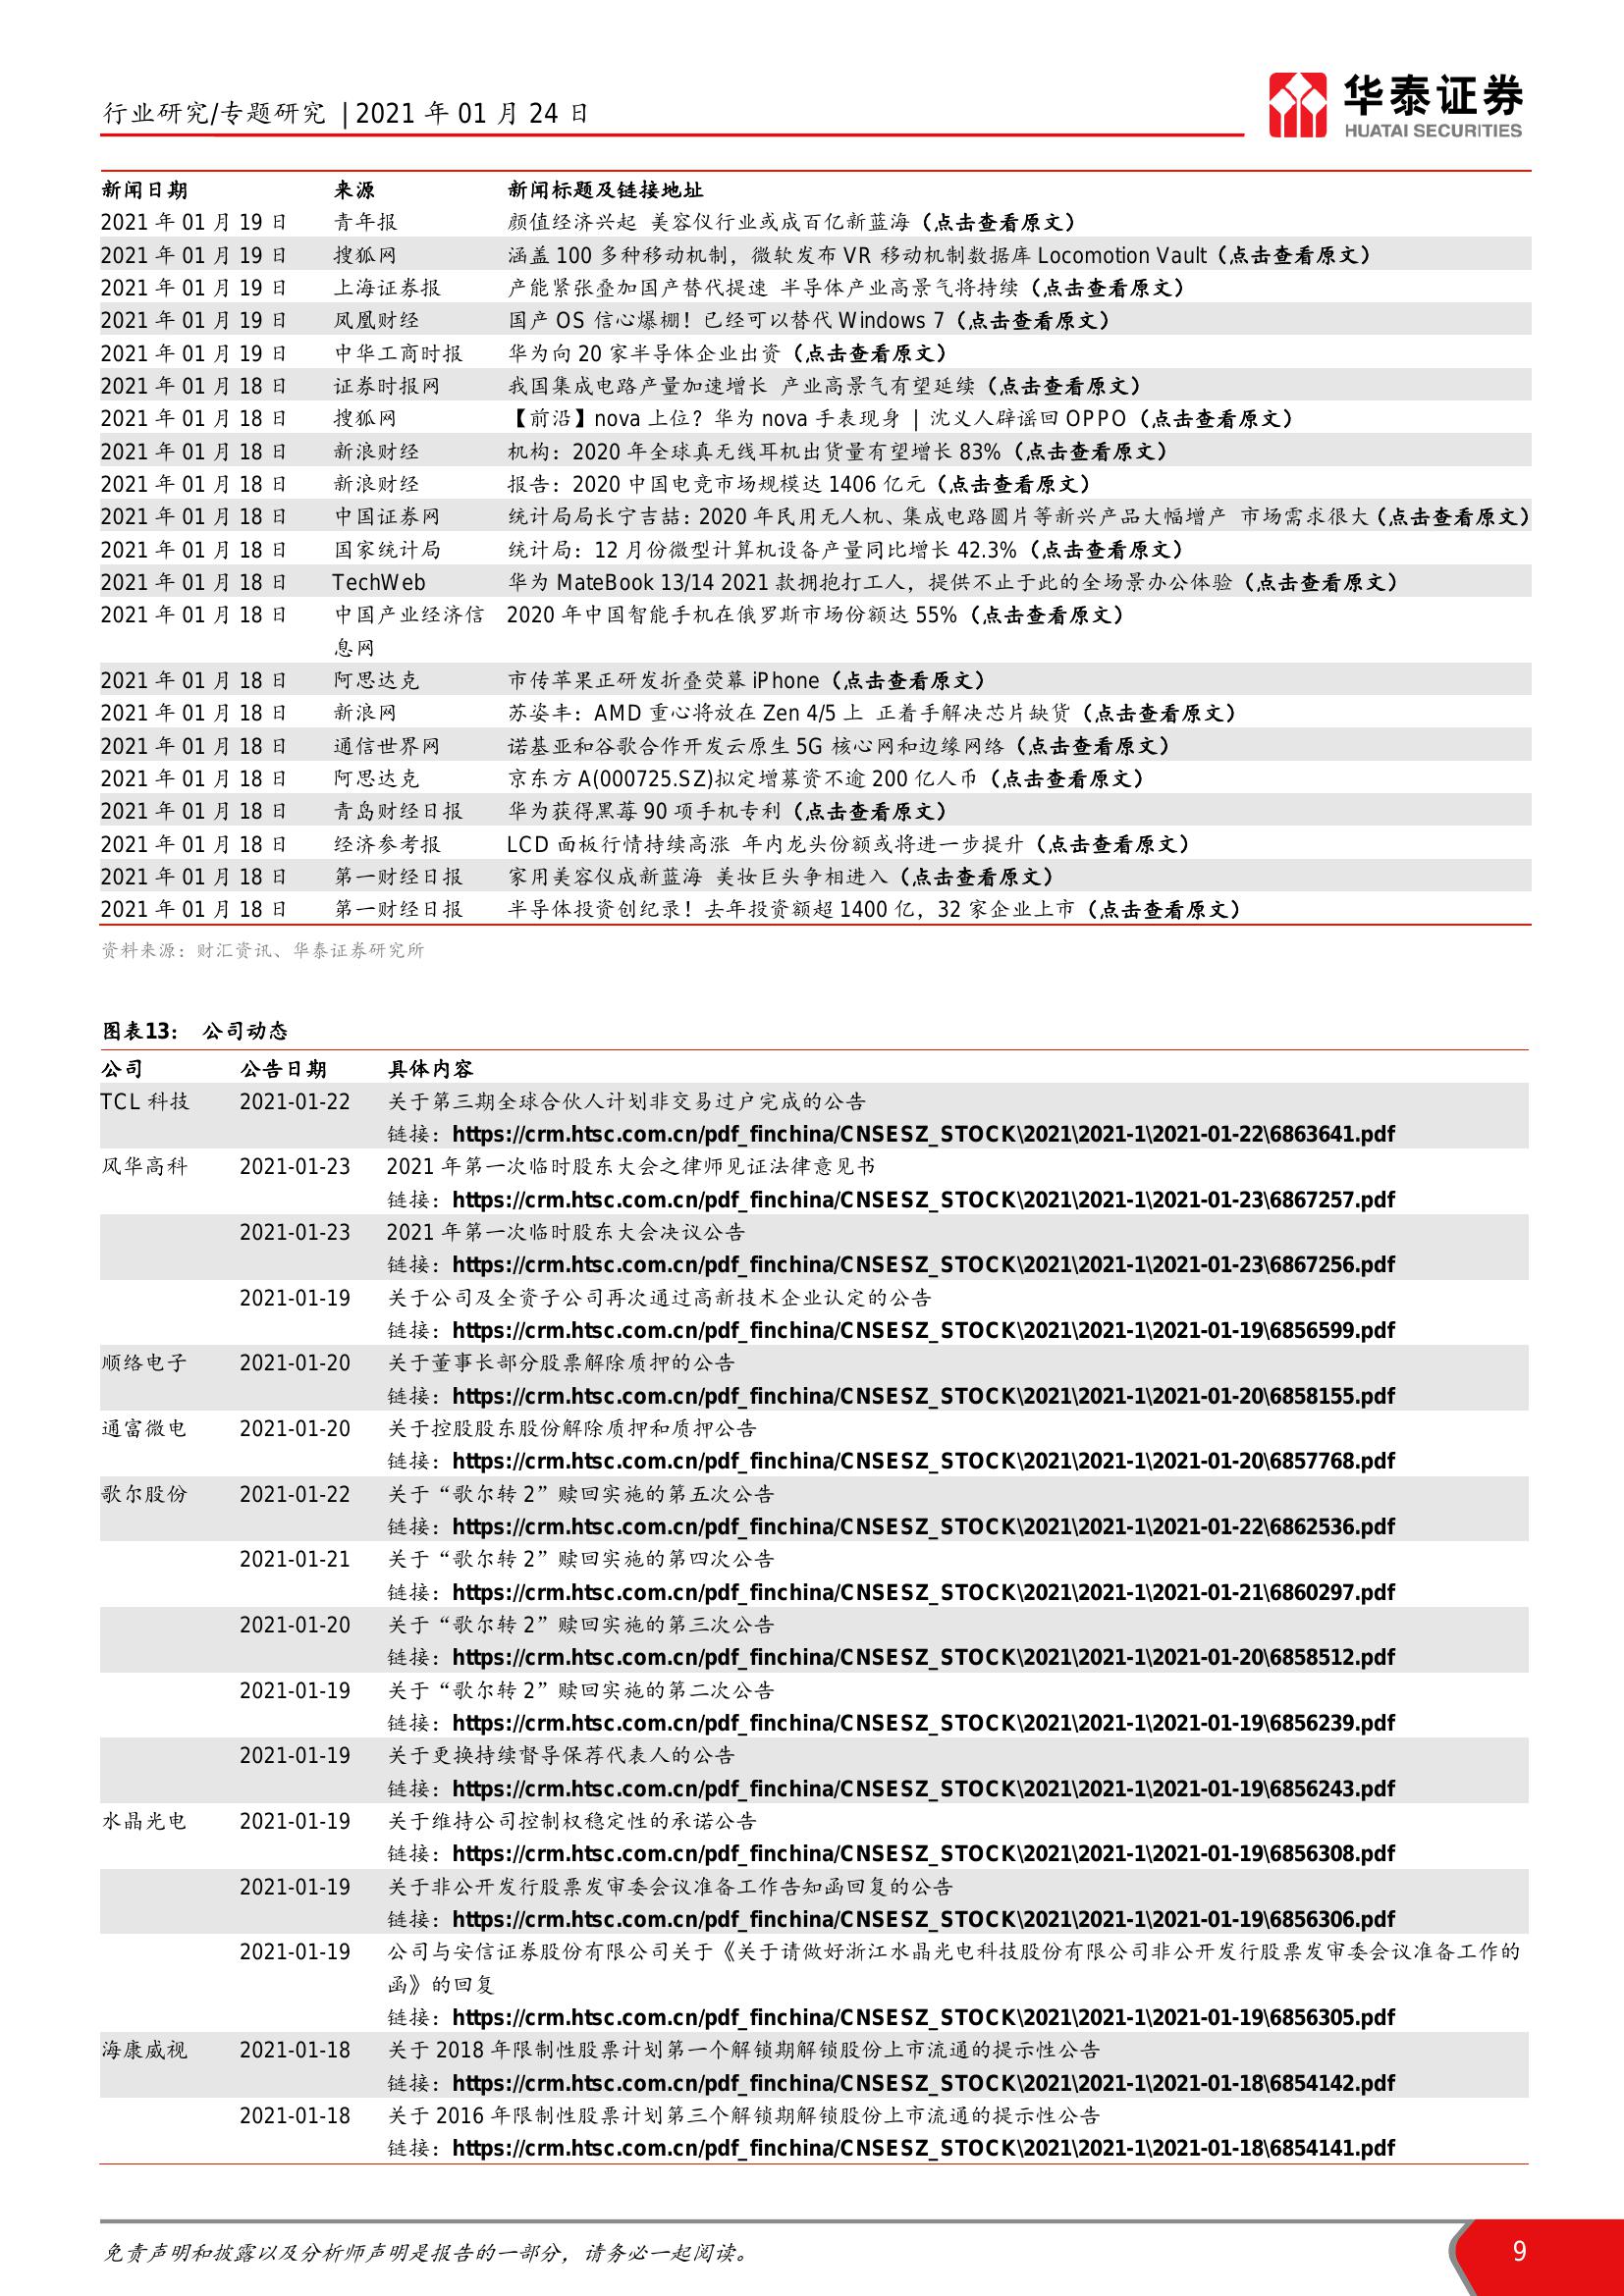 行业研究/专题研究 | 2021 年 01 月 24 日
华泰证券
HUATAI SECURITIES
新闻日期 来源 新闻标题及链接地址
2021 年 01 月 19 日 青年报 颜值经济兴起 美容仪行业或成百亿新蓝海（点击查看原文）
2021 年 01 月 19 日 搜狐网 涵盖 100 多种移动机制，微软发布 VR 移动机制数据库 Locomotion Vault（点击查看原文）
2021 年 01 月 19 日 上海证券报 产能紧张叠加国产替代提速 半导体产业高景气将持续（点击查看原文）
2021 年 01 月 19 日 凤凰财经 国产 OS 信心爆棚！已经可以替代 Windows 7（点击查看原文）
2021 年 01 月 19 日 中华工商时报 华为向 20 家半导体企业出资（点击查看原文）
2021 年 01 月 18 日 证券时报网 我国集成电路产量加速增长 产业高景气有望延续（点击查看原文）
2021 年 01 月 18 日 搜狐网 【前沿】nova 上位？华为 nova 手表现身 | 沈义人辟谣回 OPPO（点击查看原文）
2021 年 01 月 18 日 新浪财经 机构：2020 年全球真无线耳机出货量有望增长 83%（点击查看原文）
2021 年 01 月 18 日 新浪财经 报告：2020 中国电竞市场规模达 1406 亿元（点击查看原文）
2021 年 01 月 18 日 中国证券网 统计局局长宁吉喆：2020 年民用无人机、集成电路圆片等新兴产品大幅增产 市场需求很大（点击查看原文）
2021 年 01 月 18 日 国家统计局 统计局：12 月份微型计算机设备产量同比增长 42.3%（点击查看原文）
2021 年 01 月 18 日 TechWeb 华为 MateBook 13/14 2021 款拥抱打工人，提供不止于此的全场景办公体验（点击查看原文）
2021 年 01 月 18 日 中国产业经济信 2020 年中国智能手机在俄罗斯市场份额达 55%（点击查看原文）
息网
2021 年 01 月 18 日 阿思达克 市传苹果正研发折叠荧幕 iPhone（点击查看原文）
2021 年 01 月 18 日 新浪网 苏姿丰：AMD 重心将放在 Zen 4/5 上 正着手解决芯片缺货（点击查看原文）
2021 年 01 月 18 日 通信世界网 诺基亚和谷歌合作开发云原生 5G 核心网和边缘网络（点击查看原文）
2021 年 01 月 18 日 阿思达克 京东方 A(000725.SZ)拟定增募资不逾 200 亿人币（点击查看原文）
2021 年 01 月 18 日 青岛财经日报 华为获得黑莓 90 项手机专利（点击查看原文）
2021 年 01 月 18 日 经济参考报 LCD 面板行情持续高涨 年内龙头份额或将进一步提升（点击查看原文）
2021 年 01 月 18 日 第一财经日报 家用美容仪成新蓝海 美妆巨头争相进入（点击查看原文）
2021 年 01 月 18 日 第一财经日报 半导体投资创纪录！去年投资额超 1400 亿，32 家企业上市（点击查看原文）
资料来源：财汇资讯、华泰证券研究所
图表13： 公司动态
公司 公告日期 具体内容
TCL 科技 2021-01-22 关于第三期全球合伙人计划非交易过户完成的公告
链接：https://crm.htsc.com.cn/pdf_finchina/CNSESZ_STOCK\2021\2021-1\2021-01-22\6863641.pdf
风华高科 2021-01-23 2021 年第一次临时股东大会之律师见证法律意见书
链接：https://crm.htsc.com.cn/pdf_finchina/CNSESZ_STOCK\2021\2021-1\2021-01-23\6867257.pdf
2021-01-23 2021 年第一次临时股东大会决议公告
链接：https://crm.htsc.com.cn/pdf_finchina/CNSESZ_STOCK\2021\2021-1\2021-01-23\6867256.pdf
2021-01-19 关于公司及全资子公司再次通过高新技术企业认定的公告
链接：https://crm.htsc.com.cn/pdf_finchina/CNSESZ_STOCK\2021\2021-1\2021-01-19\6856599.pdf
顺络电子 2021-01-20 关于董事长部分股票解除质押的公告
链接：https://crm.htsc.com.cn/pdf_finchina/CNSESZ_STOCK\2021\2021-1\2021-01-20\6858155.pdf
通富微电 2021-01-20 关于控股股东股份解除质押和质押公告
链接：https://crm.htsc.com.cn/pdf_finchina/CNSESZ_STOCK\2021\2021-1\2021-01-20\6857768.pdf
歌尔股份 2021-01-22 关于“歌尔转 2”赎回实施的第五次公告
链接：https://crm.htsc.com.cn/pdf_finchina/CNSESZ_STOCK\2021\2021-1\2021-01-22\6862536.pdf
2021-01-21 关于“歌尔转 2”赎回实施的第四次公告
链接：https://crm.htsc.com.cn/pdf_finchina/CNSESZ_STOCK\2021\2021-1\2021-01-21\6860297.pdf
2021-01-20 关于“歌尔转 2”赎回实施的第三次公告
链接：https://crm.htsc.com.cn/pdf_finchina/CNSESZ_STOCK\2021\2021-1\2021-01-20\6858512.pdf
2021-01-19 关于“歌尔转 2”赎回实施的第二次公告
链接：https://crm.htsc.com.cn/pdf_finchina/CNSESZ_STOCK\2021\2021-1\2021-01-19\6856239.pdf
2021-01-19 关于更换持续督导保荐代表人的公告
链接：https://crm.htsc.com.cn/pdf_finchina/CNSESZ_STOCK\2021\2021-1\2021-01-19\6856243.pdf
水晶光电 2021-01-19 关于维持公司控制权稳定性的承诺公告
链接：https://crm.htsc.com.cn/pdf_finchina/CNSESZ_STOCK\2021\2021-1\2021-01-19\6856308.pdf
2021-01-19 关于非公开发行股票发审委会议准备工作告知函回复的公告
链接：https://crm.htsc.com.cn/pdf_finchina/CNSESZ_STOCK\2021\2021-1\2021-01-19\6856306.pdf
2021-01-19 公司与安信证券股份有限公司关于《关于请做好浙江水晶光电科技股份有限公司非公开发行股票发审委会议准备工作的
函》的回复
链接：https://crm.htsc.com.cn/pdf_finchina/CNSESZ_STOCK\2021\2021-1\2021-01-19\6856305.pdf
海康威视 2021-01-18 关于 2018 年限制性股票计划第一个解锁期解锁股份上市流通的提示性公告
链接：https://crm.htsc.com.cn/pdf_finchina/CNSESZ_STOCK\2021\2021-1\2021-01-18\6854142.pdf
2021-01-18 关于 2016 年限制性股票计划第三个解锁期解锁股份上市流通的提示性公告
链接：https://crm.htsc.com.cn/pdf_finchina/CNSESZ_STOCK\2021\2021-1\2021-01-18\6854141.pdf
免责声明和披露以及分析师声明是报告的一部分，请务必一起阅读。 9